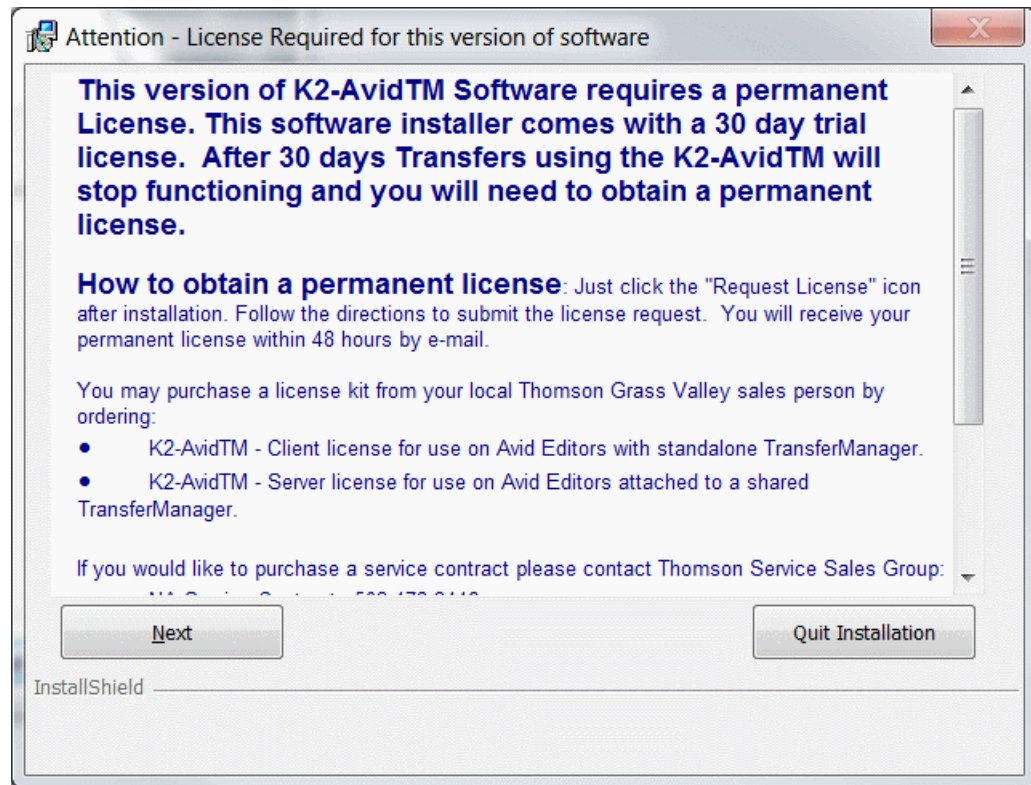 Attention - License Required for this version of software
This version of K2-AvidTM Software requires a permanent
License. This software installer comes with a 30 day trial
license.  After 30 days Transfers using the K2-AvidTM will
stop functioning and you will need to obtain a permanent
license.
How to obtain a permanent license: Just click the "Request License" icon
after installation. Follow the directions to submit the license request.  You will receive your
permanent license within 48 hours by e-mail.
You may purchase a license kit from your local Thomson Grass Valley sales person by
ordering:
● K2-AvidTM - Client license for use on Avid Editors with standalone TransferManager.
● K2-AvidTM - Server license for use on Avid Editors attached to a shared
TransferManager.
If you would like to purchase a service contract please contact Thomson Service Sales Group:
Next
Quit Installation
InstallShield